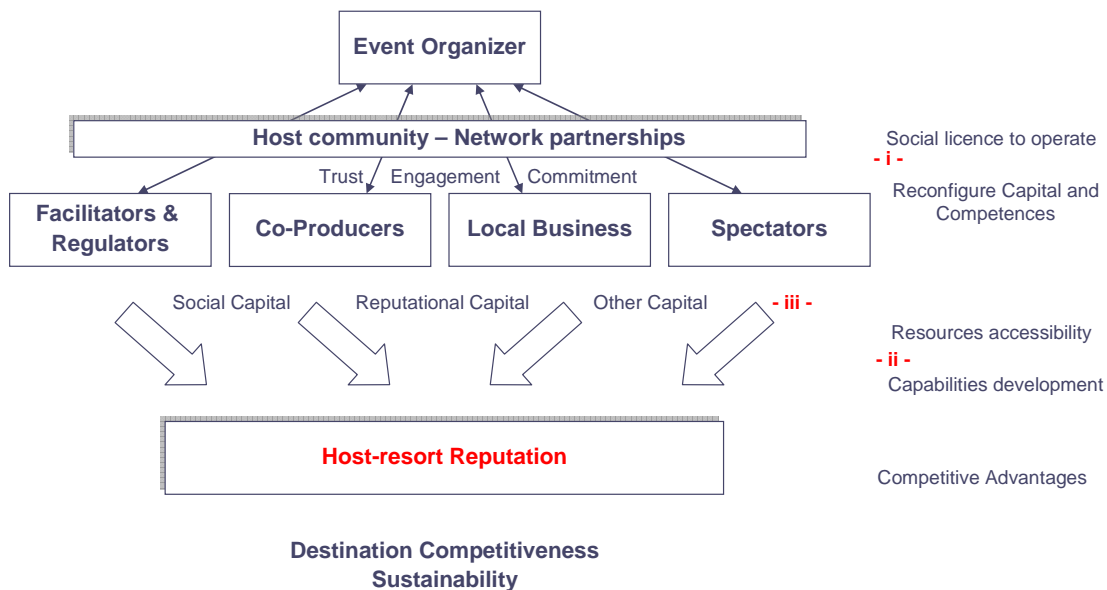 Event Organizer
Host community – Network partnerships
Social licence to operate
- i -
Trust Engagement Commitment
Reconfigure Capital and
Competences
Facilitators &
Regulators
Co-Producers
Local Business
Spectators
Social Capital Reputational Capital Other Capital - iii -
Resources accessibility
- ii -
Capabilities development
Host-resort Reputation
Competitive Advantages
Destination Competitiveness
Sustainability